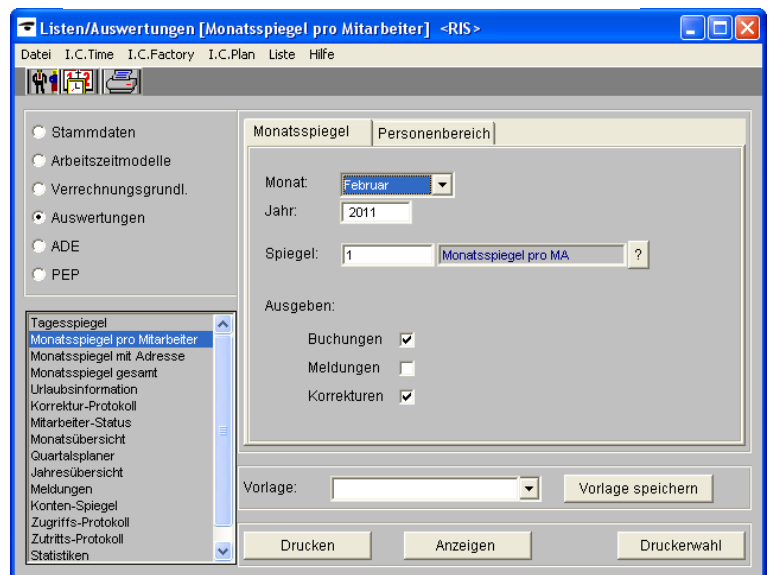 Listen/Auswertungen [Monatsspiegel pro Mitarbeiter] <RIS>
Datei I.C.Time I.C.Factory I.C.Plan Liste Hilfe
Stammdaten
Arbeitszeitmodelle
Verrechnungsgrundl.
Auswertungen
ADE
PEP
Tagesspiegel
Monatsspiegel pro Mitarbeiter
Monatsspiegel mit Adresse
Monatsspiegel gesamt
Urlaubsinformation
Korrektur-Protokoll
Mitarbeiter-Status
Monatsübersicht
Quartalsplaner
Jahresübersicht
Meldungen
Konten-Spiegel
Zugriffs-Protokoll
Zutritts-Protokoll
Statistiken
Monatsspiegel Personenbereich
Monat: Februar
Jahr: 2011
Spiegel: 1 Monatsspiegel pro MA ?
Ausgeben:
Buchungen
Meldungen
Korrekturen
Vorlage: Vorlage speichern
Drucken Anzeigen Druckerwahl